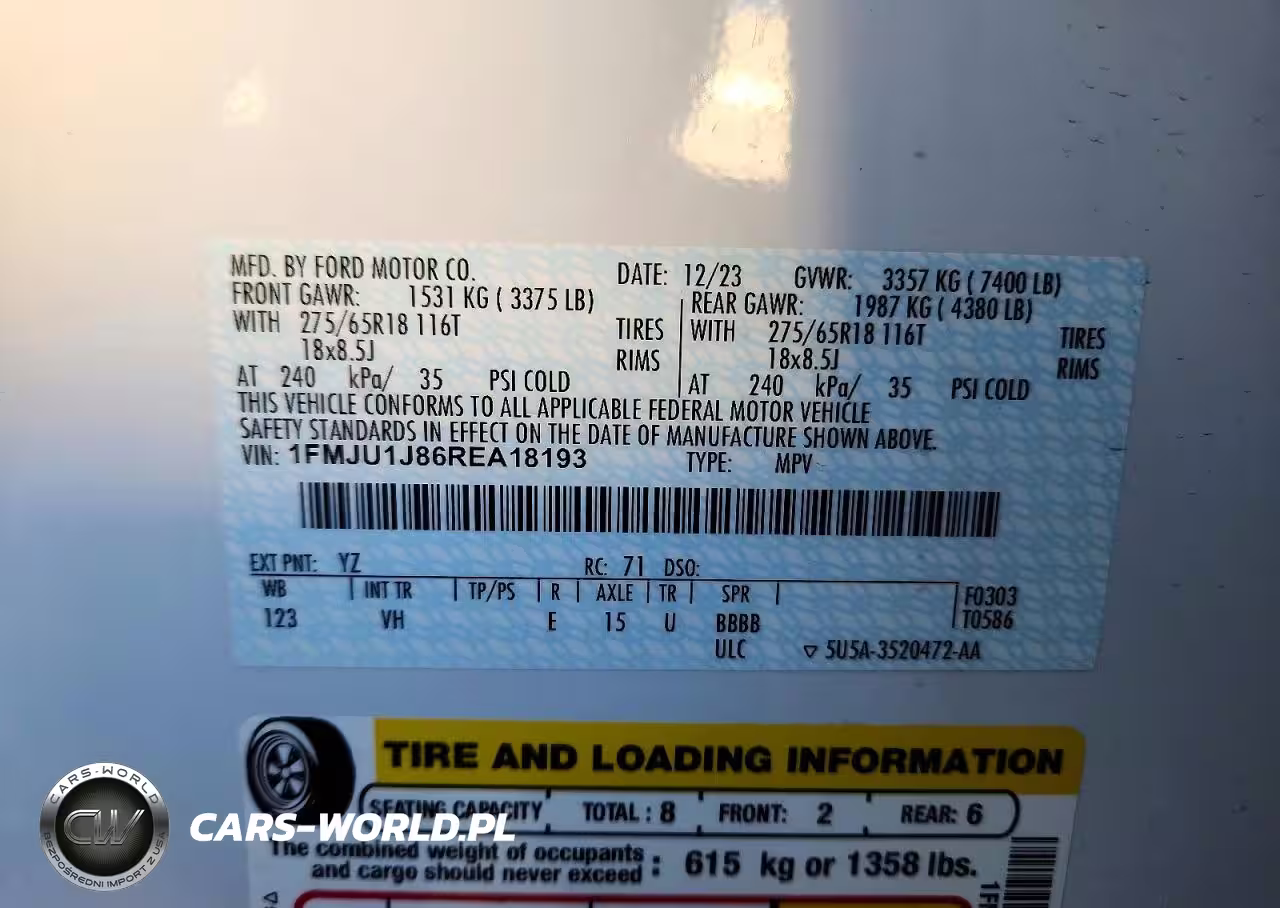 MFD. BY FORD MOTOR CO. DATE: 12/23 GVWR: 3357 KG ( 7400 LB)
FRONT GAWR: 1531 KG ( 3375 LB) REAR GAWR: 1987 KG ( 4380 LB)
WITH 275/65R18 116T TIRES WITH 275/65R18 116T TIRES
18x8.5J RIMS 18x8.5J RIMS
AT 240 kPa/ 35 PSI COLD AT 240 kPa/ 35 PSI COLD
THIS VEHICLE CONFORMS TO ALL APPLICABLE FEDERAL MOTOR VEHICLE
SAFETY STANDARDS IN EFFECT ON THE DATE OF MANUFACTURE SHOWN ABOVE.
VIN: 1FMJU1J86REA18193 TYPE: MPV
EXT PNT: YZ RC: 71 DSO:
WB INT TR TP/PS R AXLE TR SPR F0303
123 VH E 15 U BBBB T0586
ULC ▽ 5U5A-3520472-AA
TIRE AND LOADING INFORMATION
SEATING CAPACITY TOTAL : 8 FRONT: 2 REAR: 6
The combined weight of occupants
and cargo should never exceed : 615 kg or 1358 lbs.
CARS-WORLD
CW
BEZPOŚREDNI IMPORT Z USA
CARS-WORLD.PL